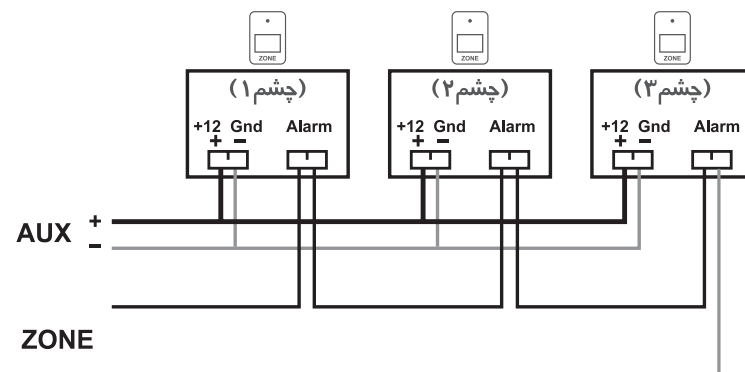 ZONE ZONE ZONE
(چشم۱) (چشم۲) (چشم۳)
+12 Gnd Alarm +12 Gnd Alarm +12 Gnd Alarm
+ − + − + −
AUX +
−
ZONE